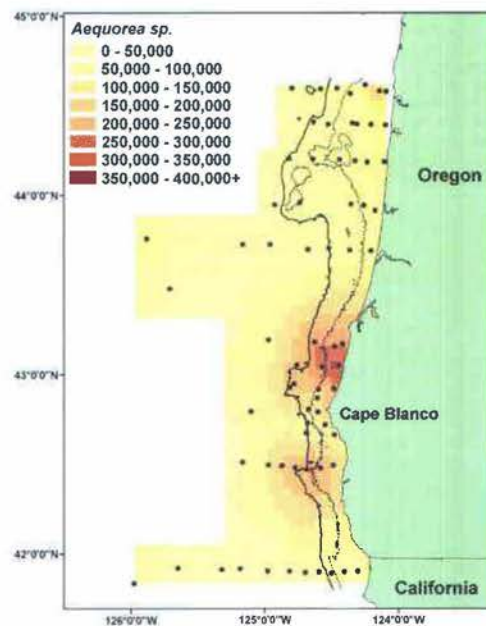 45°0'0"N
Aequorea sp.
0 - 50,000
50,000 - 100,000
100,000 - 150,000
150,000 - 200,000
200,000 - 250,000
250,000 - 300,000
300,000 - 350,000
350,000 - 400,000+
Oregon
44°0'0"N
43°0'0"N
Cape Blanco
42°0'0"N
California
126°0'0"W
125°0'0"W
124°0'0"W